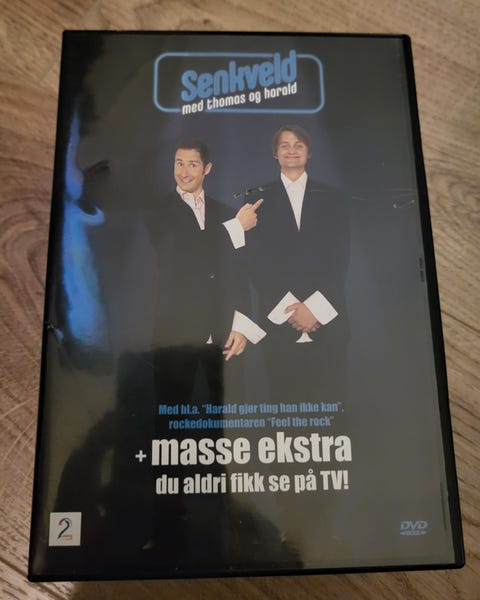 Senkveld
med thomas og harald
Med bl.a. "Harald gjør ting han ikke kan",
rockedokumentaren "Feel the rock"
+ masse ekstra
du aldri fikk se på TV!
2
DVD